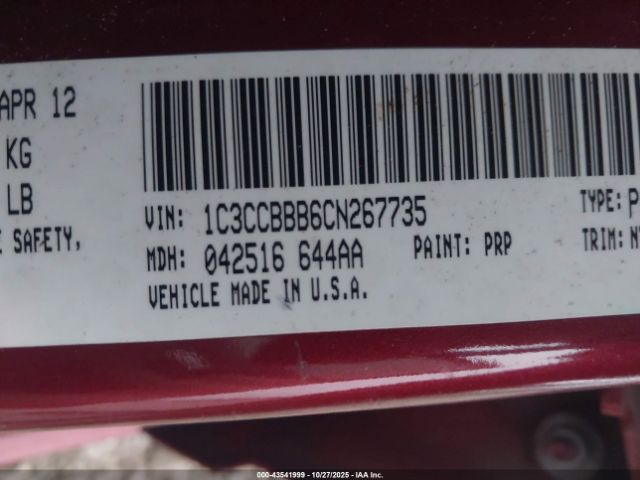 APR 12
KG
LB
E SAFETY,
VIN: 1C3CCBBB6CN267735
TYPE: P
MDH: 042516 644AA
PAINT: PRP
TRIM: N
VEHICLE MADE IN U.S.A.
000-43541999 | 10/27/2025 - IAA Inc.